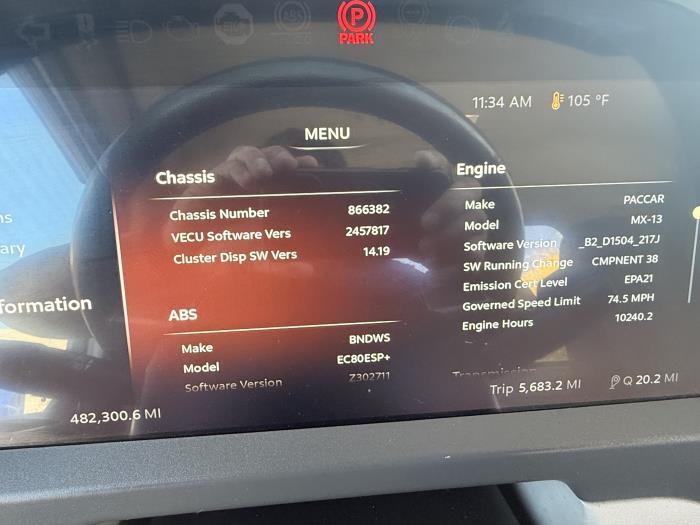 PARK
11:34 AM 105 °F
MENU
ns
ary
formation
Chassis
Chassis Number 866382
VECU Software Vers 2457817
Cluster Disp SW Vers 14.19
ABS
Make BNDWS
Model EC80ESP+
Software Version Z302711
Engine
Make PACCAR
Model MX-13
Software Version _B2_D1504_217J
SW Running Change CMPNENT 38
Emission Cert Level EPA21
Governed Speed Limit 74.5 MPH
Engine Hours 10240.2
Transmission
482,300.6 MI
Trip 5,683.2 MI
Q 20.2 MI